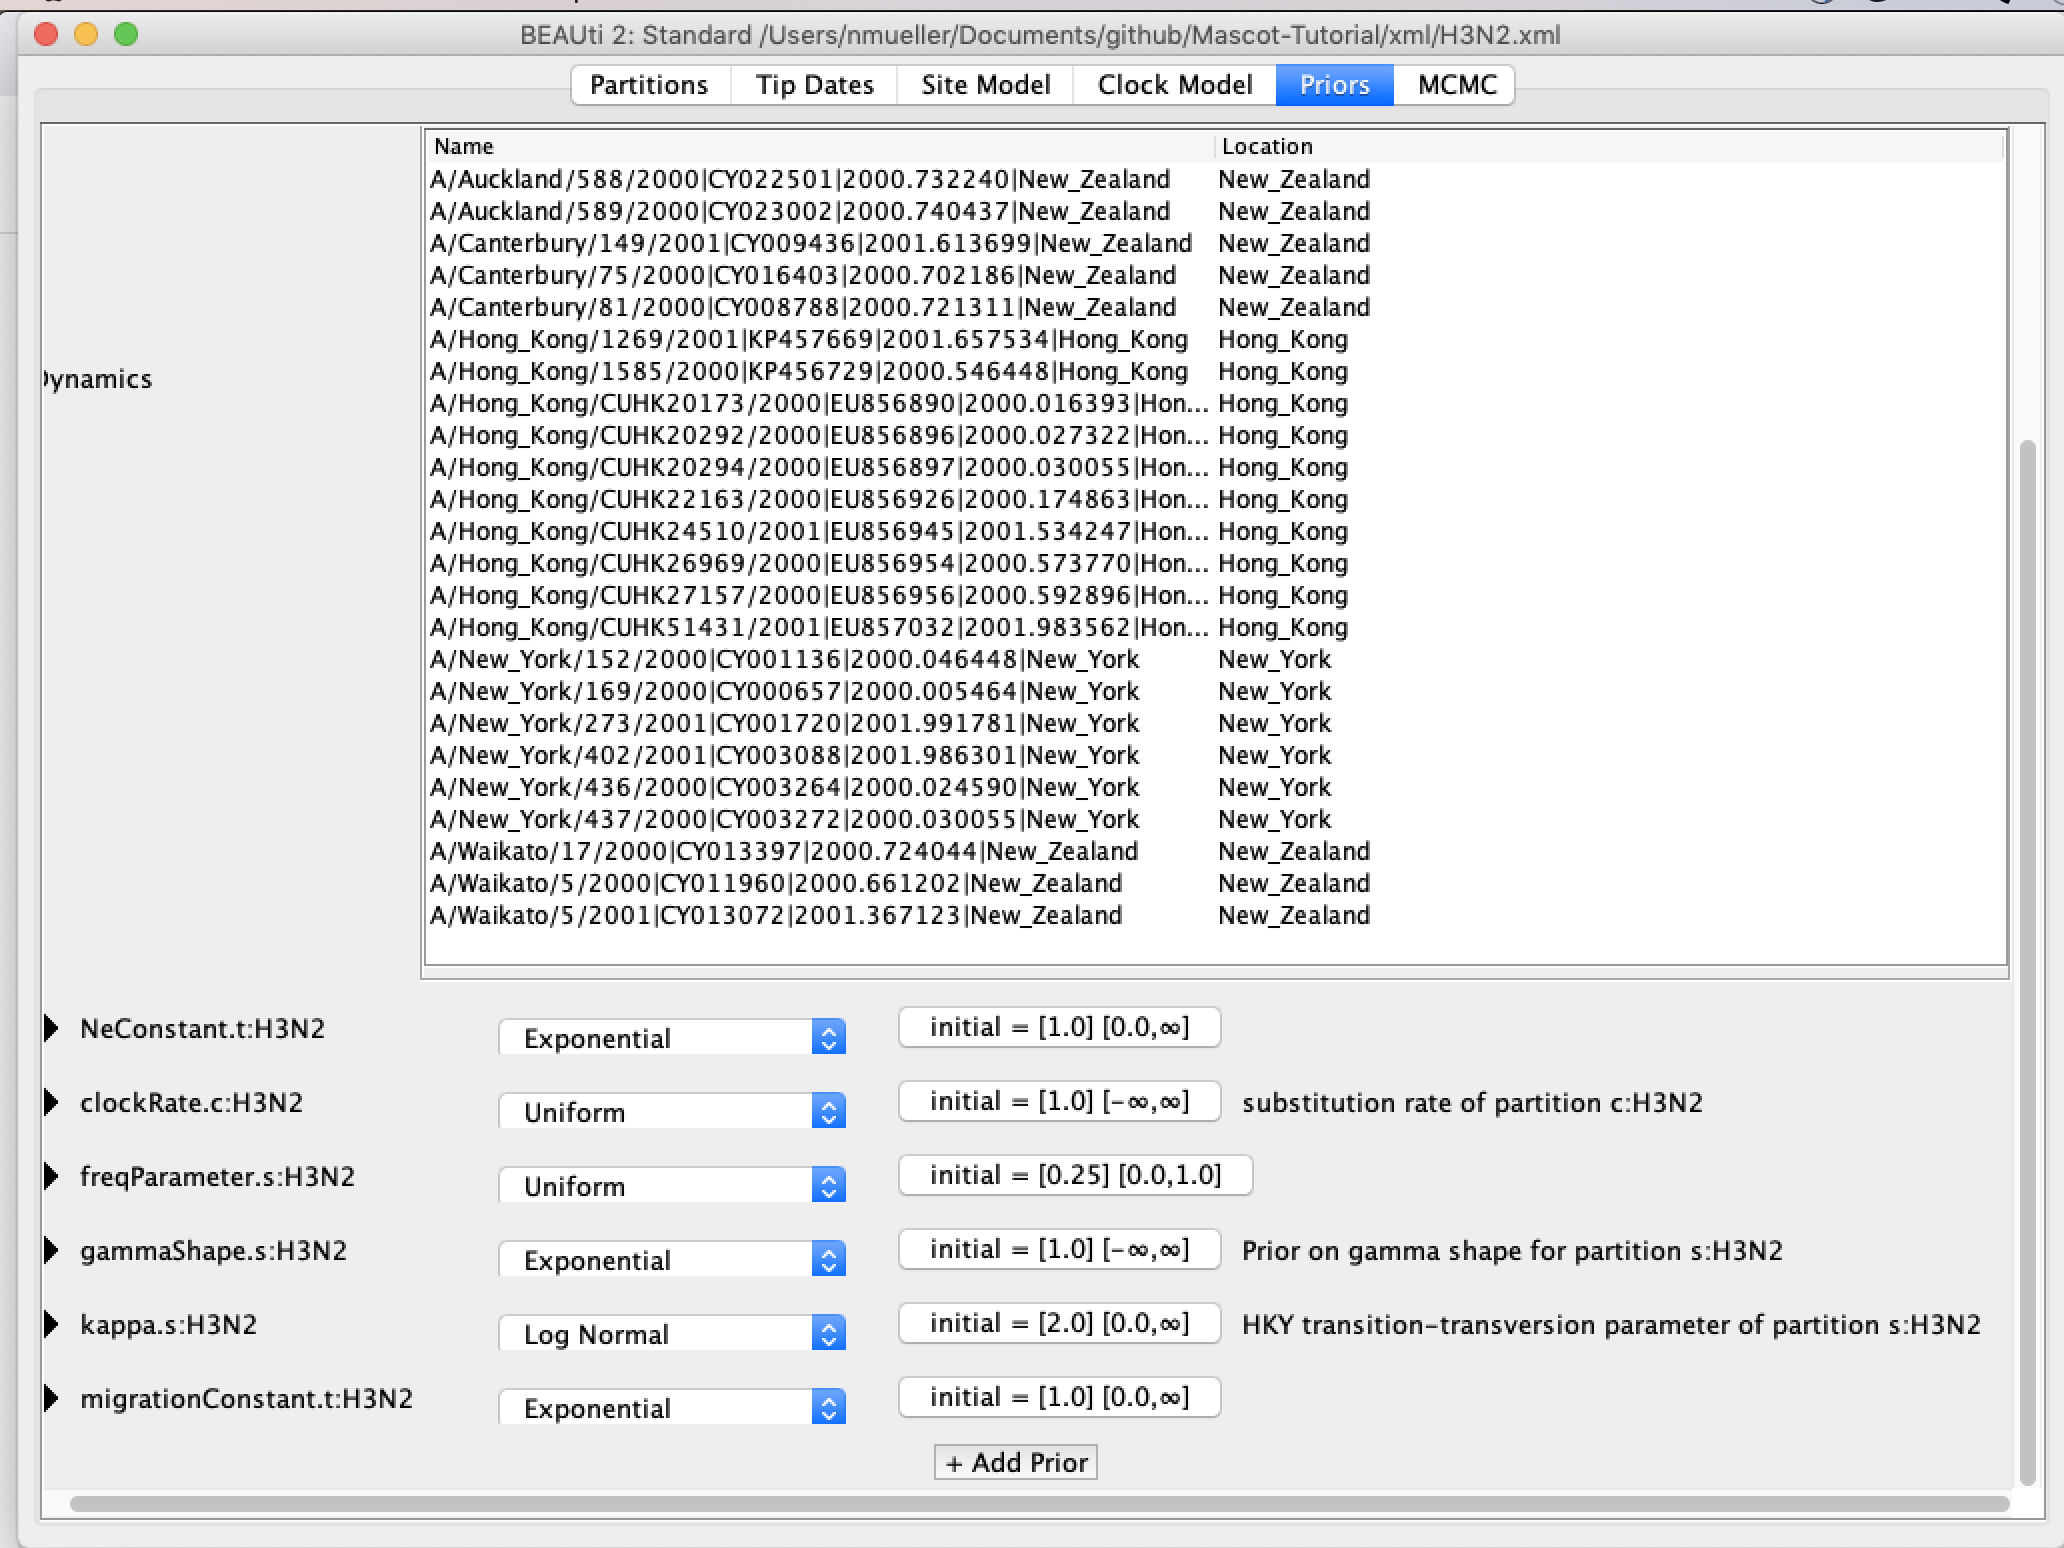 BEAUti 2: Standard /Users/nmueller/Documents/github/Mascot-Tutorial/xml/H3N2.xml
Partitions Tip Dates Site Model Clock Model Priors MCMC
Name Location
A/Auckland/588/2000|CY022501|2000.732240|New_Zealand New_Zealand
A/Auckland/589/2000|CY023002|2000.740437|New_Zealand New_Zealand
A/Canterbury/149/2001|CY009436|2001.613699|New_Zealand New_Zealand
A/Canterbury/75/2000|CY016403|2000.702186|New_Zealand New_Zealand
A/Canterbury/81/2000|CY008788|2000.721311|New_Zealand New_Zealand
A/Hong_Kong/1269/2001|KP457669|2001.657534|Hong_Kong Hong_Kong
ynamics A/Hong_Kong/1585/2000|KP456729|2000.546448|Hong_Kong Hong_Kong
A/Hong_Kong/CUHK20173/2000|EU856890|2000.016393|Hon... Hong_Kong
A/Hong_Kong/CUHK20292/2000|EU856896|2000.027322|Hon... Hong_Kong
A/Hong_Kong/CUHK20294/2000|EU856897|2000.030055|Hon... Hong_Kong
A/Hong_Kong/CUHK22163/2000|EU856926|2000.174863|Hon... Hong_Kong
A/Hong_Kong/CUHK24510/2001|EU856945|2001.534247|Hon... Hong_Kong
A/Hong_Kong/CUHK26969/2000|EU856954|2000.573770|Hon... Hong_Kong
A/Hong_Kong/CUHK27157/2000|EU856956|2000.592896|Hon... Hong_Kong
A/Hong_Kong/CUHK51431/2001|EU857032|2001.983562|Hon... Hong_Kong
A/New_York/152/2000|CY001136|2000.046448|New_York New_York
A/New_York/169/2000|CY000657|2000.005464|New_York New_York
A/New_York/273/2001|CY001720|2001.991781|New_York New_York
A/New_York/402/2001|CY003088|2001.986301|New_York New_York
A/New_York/436/2000|CY003264|2000.024590|New_York New_York
A/New_York/437/2000|CY003272|2000.030055|New_York New_York
A/Waikato/17/2000|CY013397|2000.724044|New_Zealand New_Zealand
A/Waikato/5/2000|CY011960|2000.661202|New_Zealand New_Zealand
A/Waikato/5/2001|CY013072|2001.367123|New_Zealand New_Zealand
NeConstant.t:H3N2 Exponential initial = [1.0] [0.0,∞]
clockRate.c:H3N2 Uniform initial = [1.0] [-∞,∞] substitution rate of partition c:H3N2
freqParameter.s:H3N2 Uniform initial = [0.25] [0.0,1.0]
gammaShape.s:H3N2 Exponential initial = [1.0] [-∞,∞] Prior on gamma shape for partition s:H3N2
kappa.s:H3N2 Log Normal initial = [2.0] [0.0,∞] HKY transition-transversion parameter of partition s:H3N2
migrationConstant.t:H3N2 Exponential initial = [1.0] [0.0,∞]
+ Add Prior